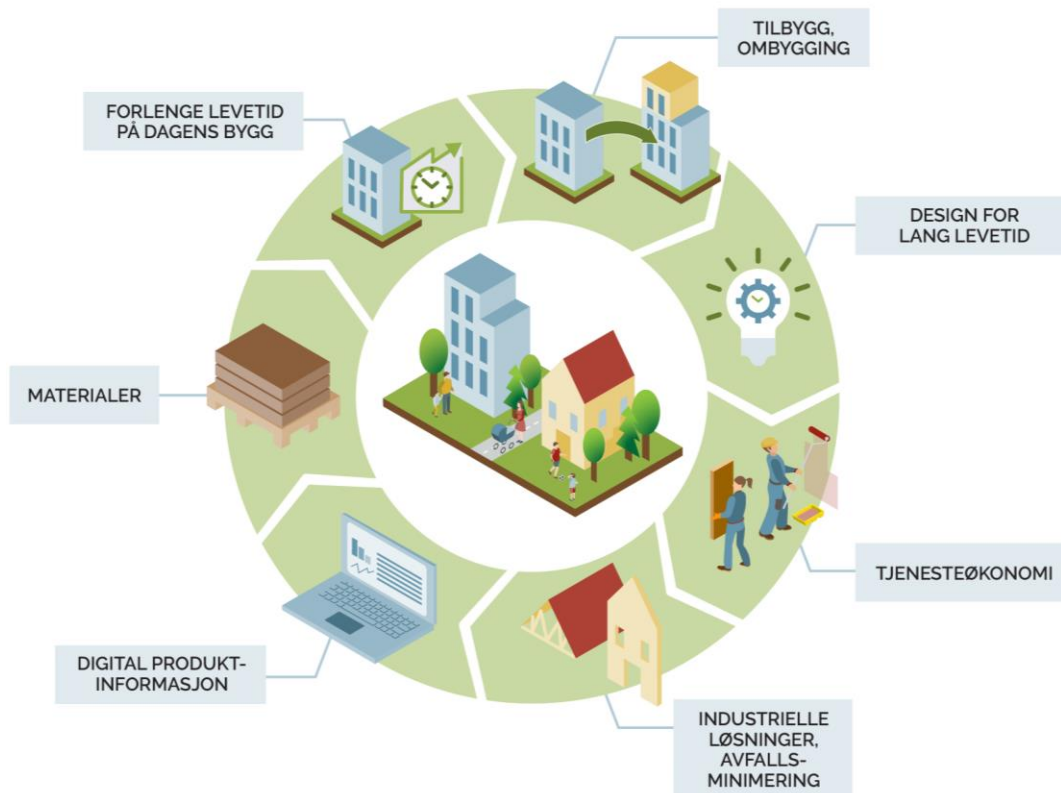 TILBYGG,
OMBYGGING
FORLENGE LEVETID
PÅ DAGENS BYGG
DESIGN FOR
LANG LEVETID
MATERIALER
TJENESTEØKONOMI
DIGITAL PRODUKT-
INFORMASJON
INDUSTRIELLE
LØSNINGER,
AVFALLS-
MINIMERING